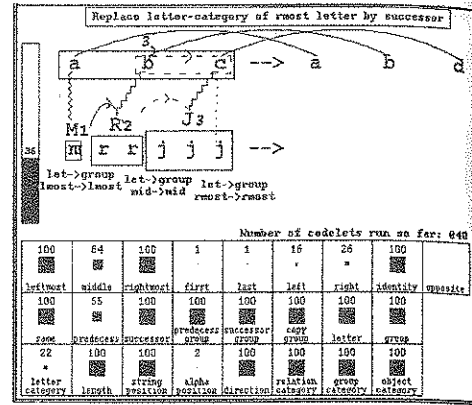 Replace letter-category of rmost letter by successor
3
a b c --> a b d
M1 R2 J3
36
m r r j j j -->
let->group let->group let->group
lmost->lmost mid->mid rmost->rmost
Number of codelets run so far: 840
100 64 100 1 1 16 26 100
leftmost middle rightmost first last left right identity opposite
100 55 100 100 100 100 100 100
same predecess successor predecess group successor group copy group letter group
22 100 100 2 100 100 100 100
letter category length string position alpha position direction relation category group category object category